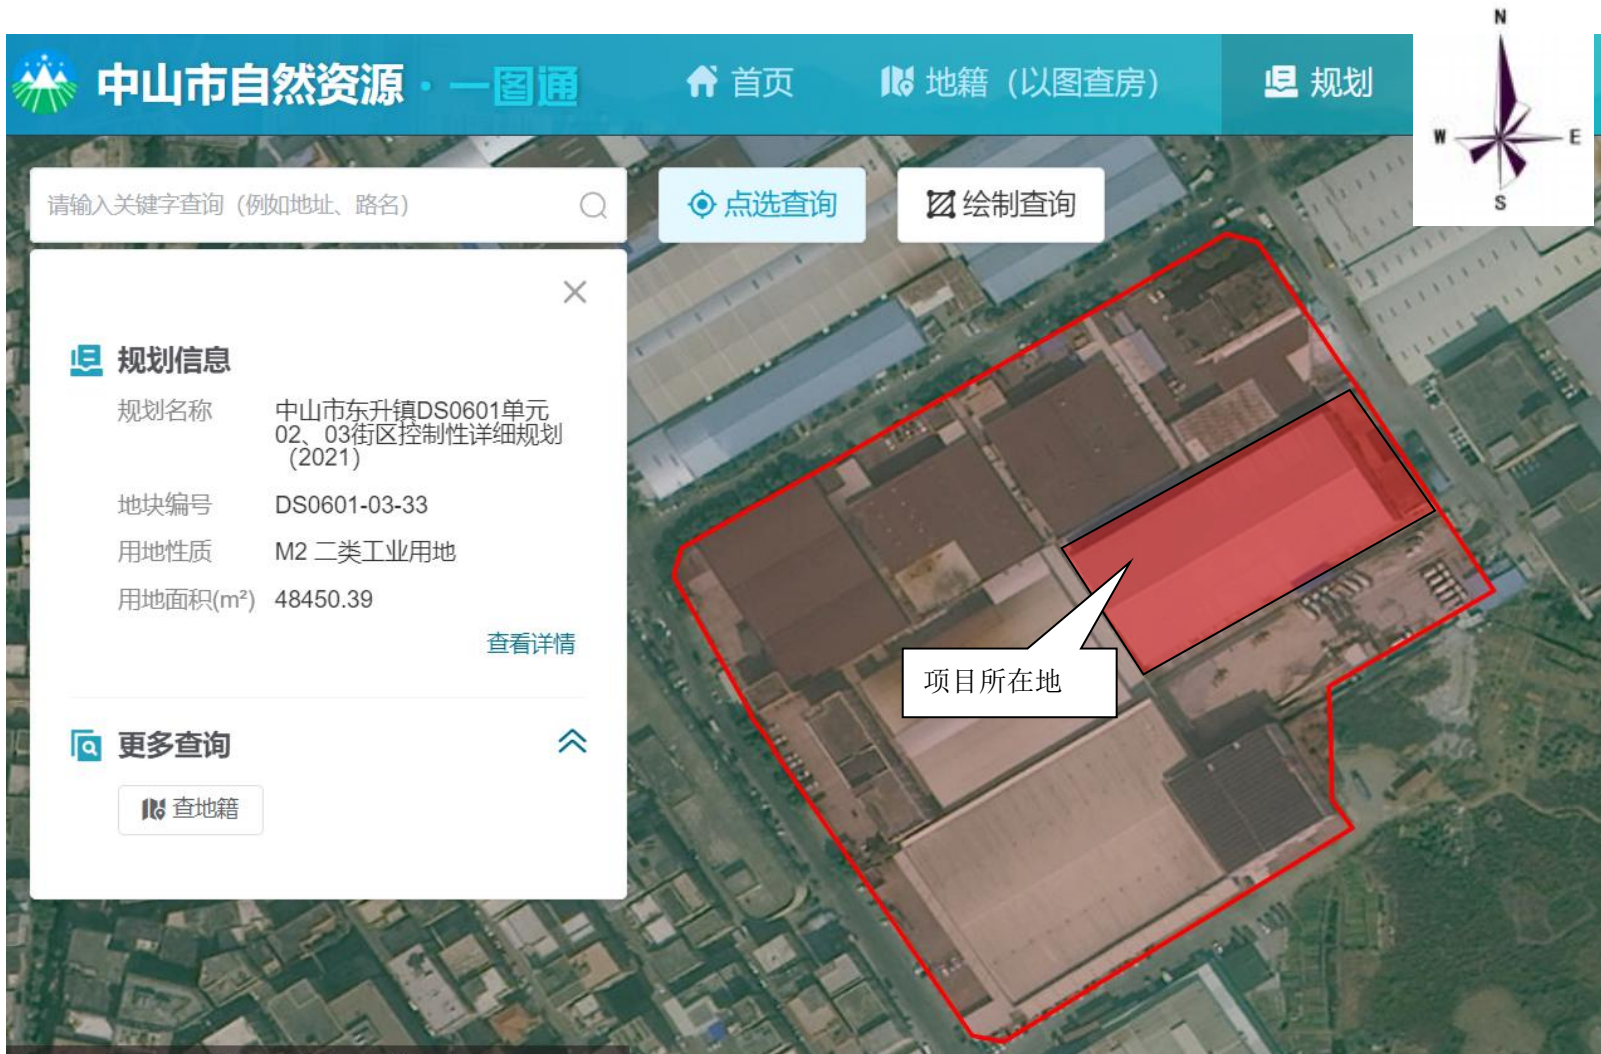 中山市自然资源·一图通
首页
地籍（以图查房）
规划
N
W
E
S
请输入关键字查询（例如地址、路名）
点选查询
绘制查询
规划信息
规划名称
中山市东升镇DS0601单元
02、03街区控制性详细规划
（2021）
地块编号
DS0601-03-33
用地性质
M2 二类工业用地
用地面积(m²)
48450.39
查看详情
更多查询
查地籍
项目所在地